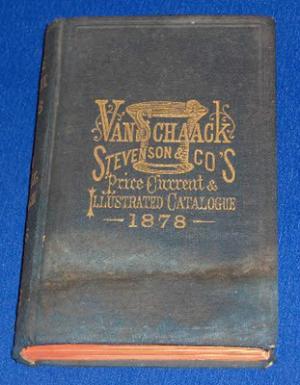 VAN SCHAACK
STEVENSON & CO'S
Price Current &
ILLUSTRATED CATALOGUE
1878